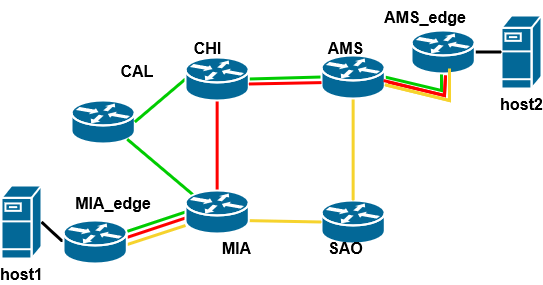 AMS_edge
CHI
AMS
CAL
host2
MIA_edge
MIA
SAO
host1